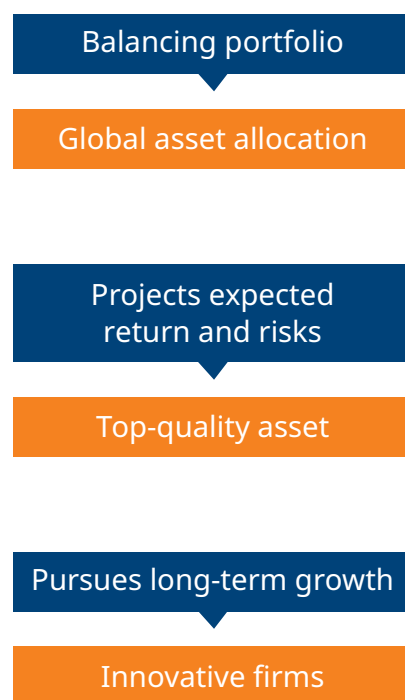 Balancing portfolio
Global asset allocation
Projects expected
return and risks
Top-quality asset
Pursues long-term growth
Innovative firms